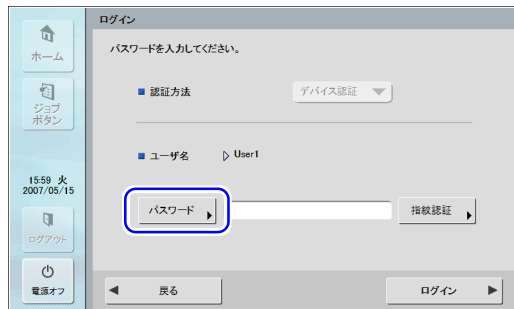 ログイン
ホーム
パスワードを入力してください。
ジョブ
ボタン
認証方法
デバイス認証
ユーザ名
User1
15:59 火
2007/05/15
パスワード
指紋認証
ログアウト
電源オフ
戻る
ログイン